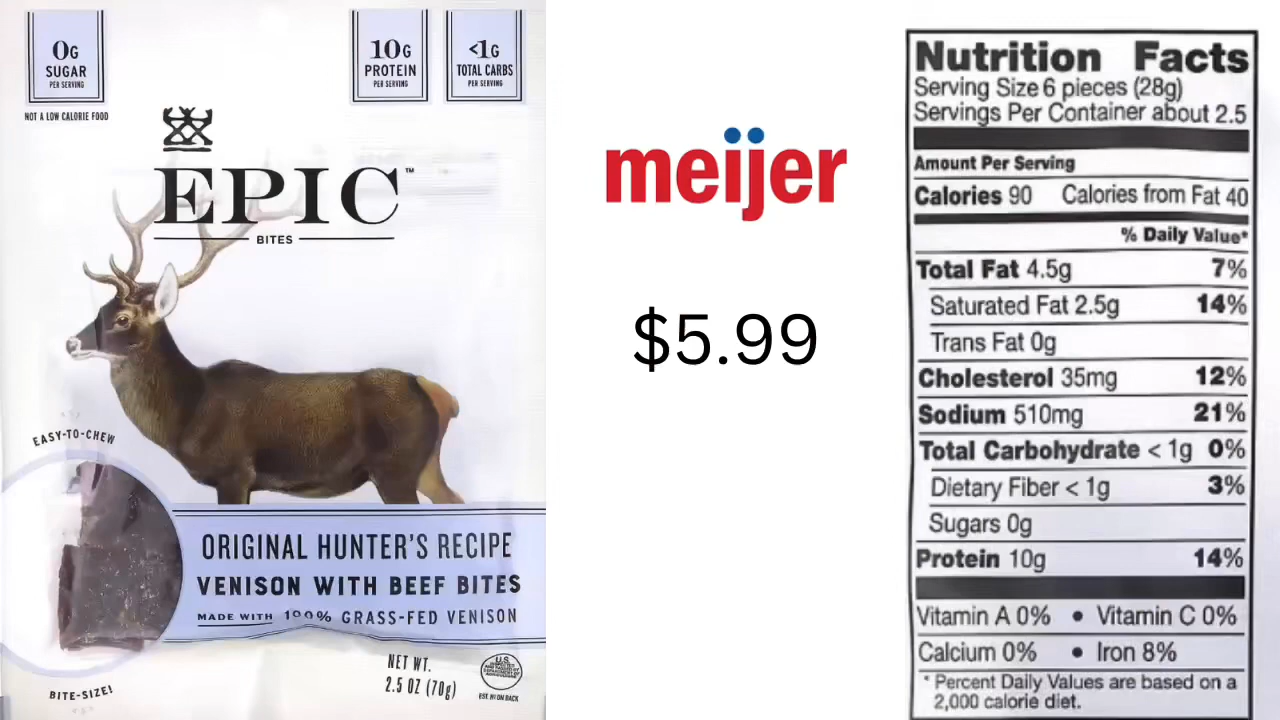 0G
SUGAR
PER SERVING
NOT A LOW CALORIE FOOD
10G
PROTEIN
PER SERVING
<1G
TOTAL CARBS
PER SERVING
EPIC™
BITES
EASY-TO-CHEW
ORIGINAL HUNTER'S RECIPE
VENISON WITH BEEF BITES
MADE WITH 100% GRASS-FED VENISON
NET WT.
2.5 OZ (70g)
U.S.
EST. № ON BACK
BITE-SIZE!
meijer
$5.99
Nutrition Facts
Serving Size 6 pieces (28g)
Servings Per Container about 2.5
Amount Per Serving
Calories 90 Calories from Fat 40
% Daily Value*
Total Fat 4.5g 7%
Saturated Fat 2.5g 14%
Trans Fat 0g
Cholesterol 35mg 12%
Sodium 510mg 21%
Total Carbohydrate < 1g 0%
Dietary Fiber < 1g 3%
Sugars 0g
Protein 10g 14%
Vitamin A 0% • Vitamin C 0%
Calcium 0% • Iron 8%
* Percent Daily Values are based on a
2,000 calorie diet.